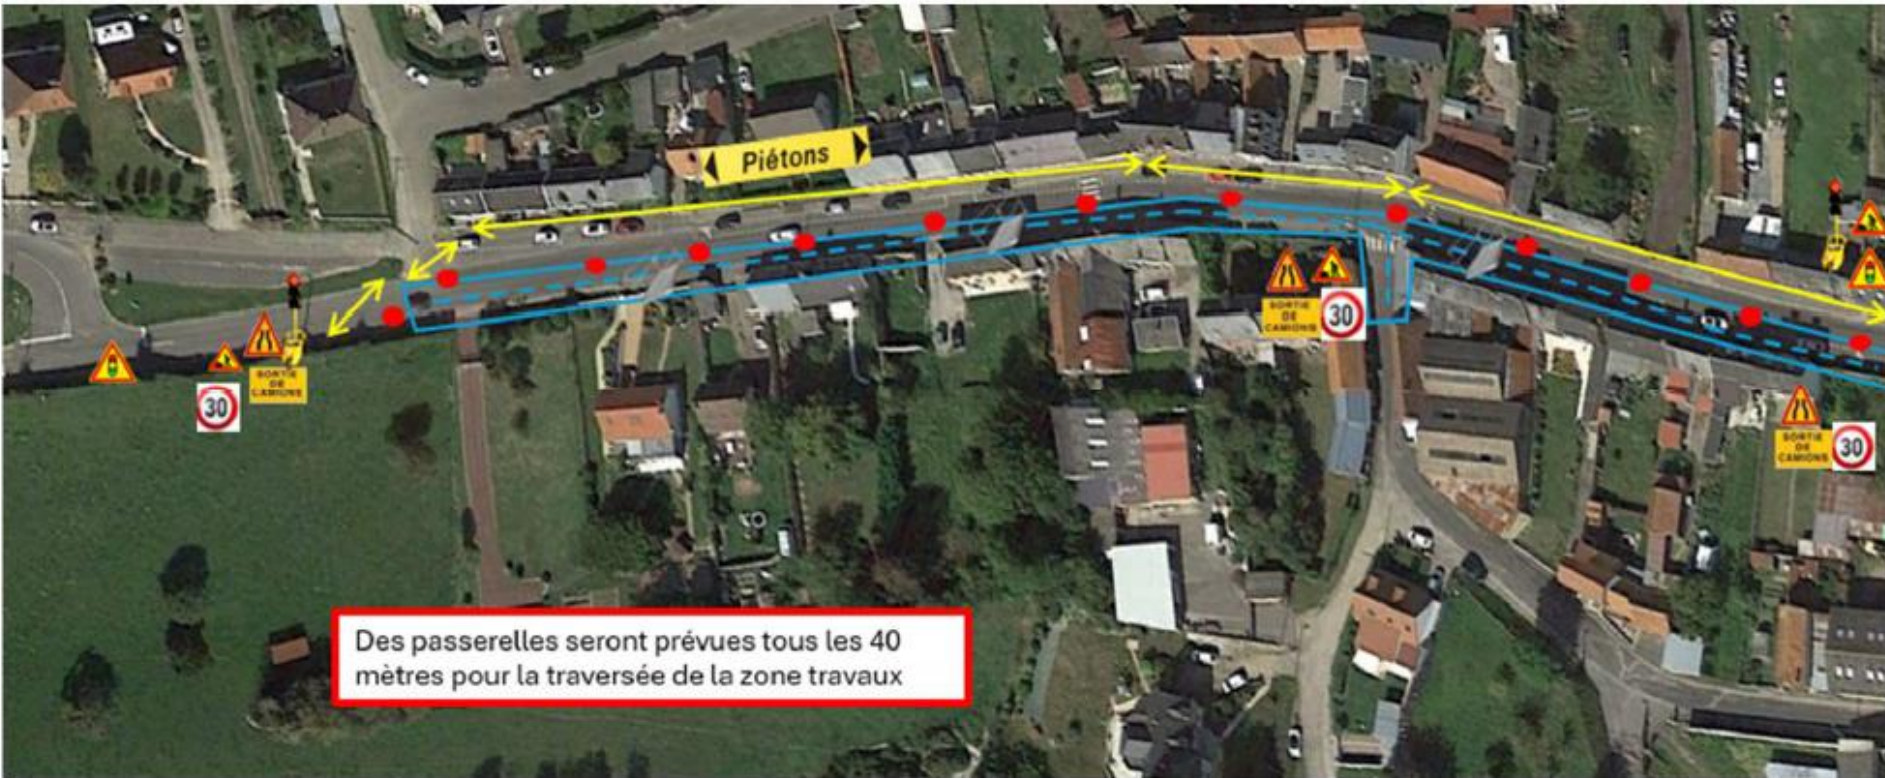 Piétons
SORTIE
DE
CAMIONS
30
30
SORTIE
DE
CAMIONS
SORTIE
DE
CAMIONS
30
Des passerelles seront prévues tous les 40
mètres pour la traversée de la zone travaux